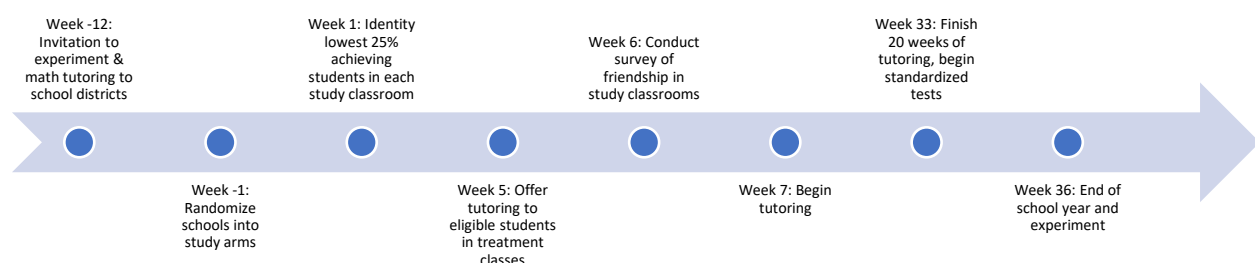 Week -12:
Invitation to
experiment &
math tutoring to
school districts
Week -1:
Randomize
schools into
study arms
Week 1: Identity
lowest 25%
achieving
students in each
study classroom
Week 5: Offer
tutoring to
eligible students
in treatment
classes
Week 6: Conduct
survey of
friendship in
study classrooms
Week 7: Begin
tutoring
Week 33: Finish
20 weeks of
tutoring, begin
standardized
tests
Week 36: End of
school year and
experiment